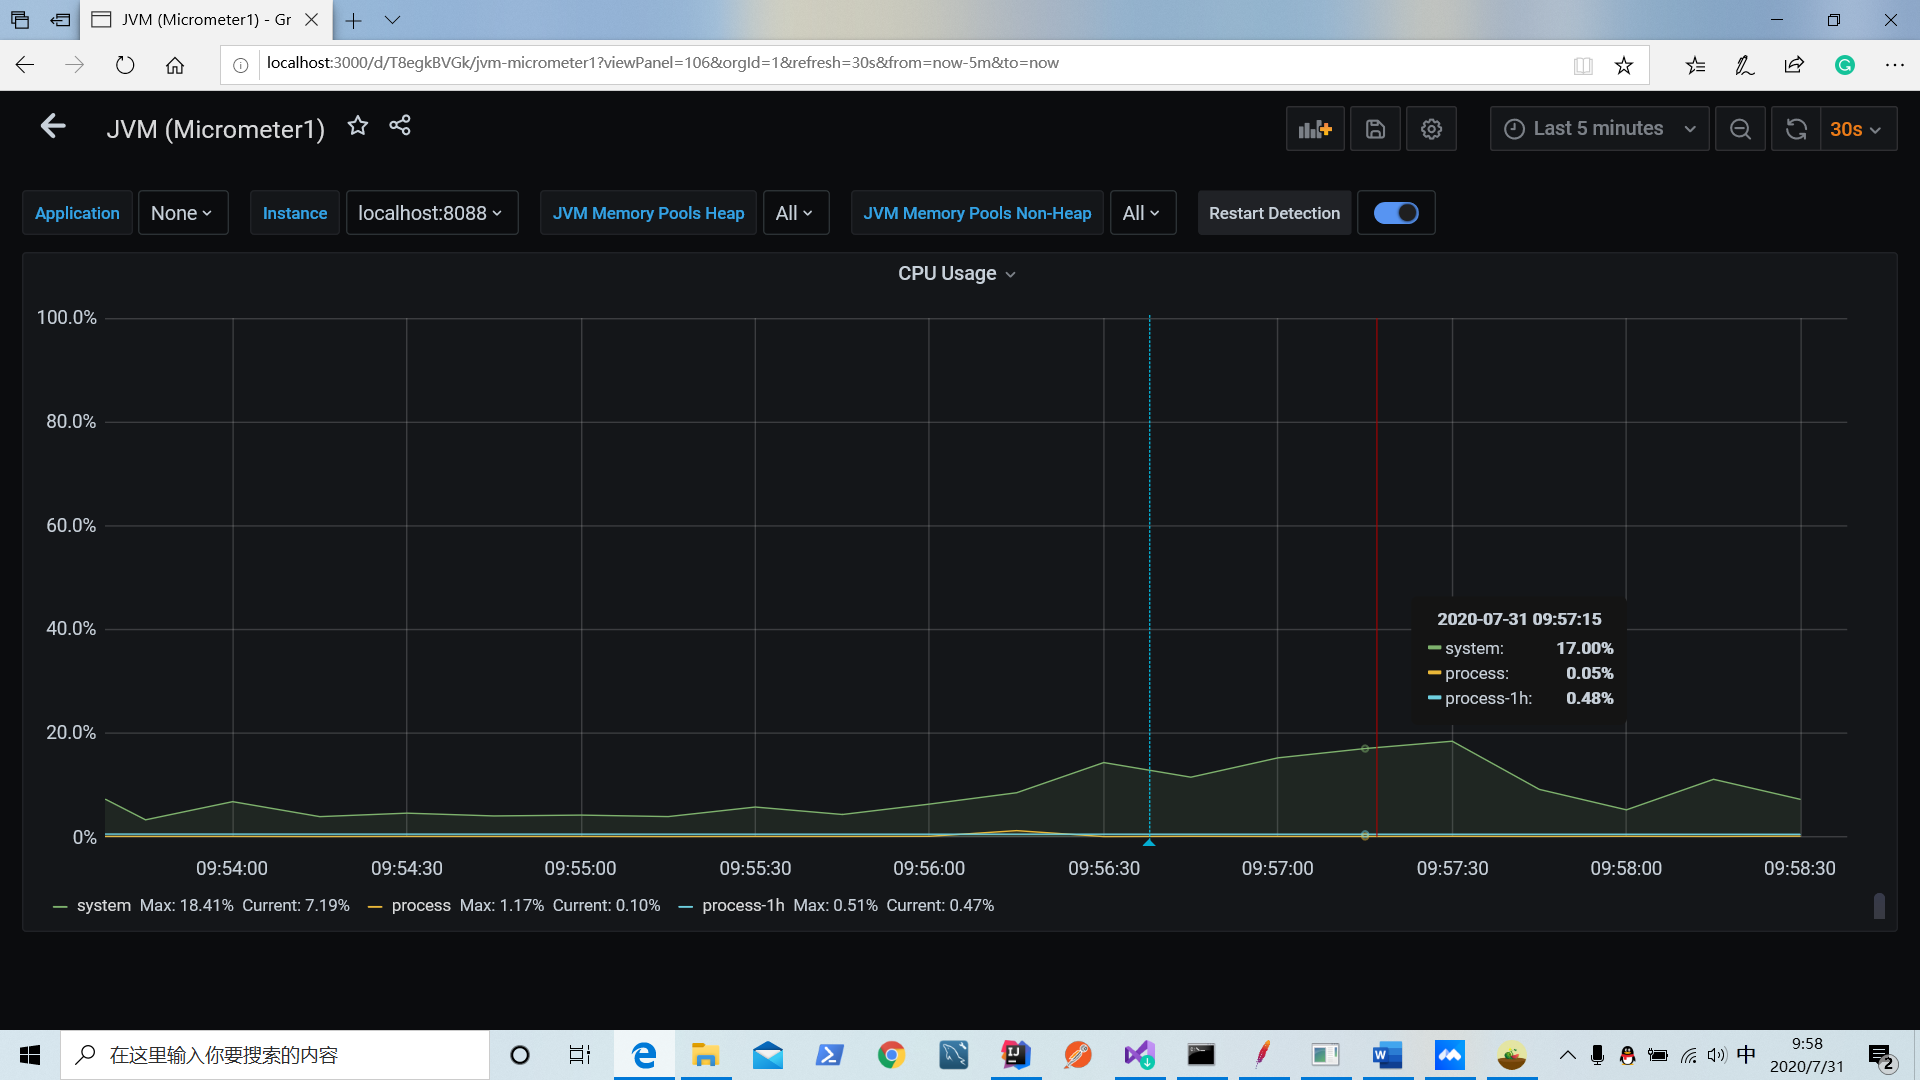 JVM (Micrometer1) - Gr
localhost:3000/d/T8egkBVGk/jvm-micrometer1?viewPanel=106&orgId=1&refresh=30s&from=now-5m&to=now
JVM (Micrometer1)
Last 5 minutes
30s
Application None Instance localhost:8088 JVM Memory Pools Heap All JVM Memory Pools Non-Heap All Restart Detection
CPU Usage
100.0%
80.0%
60.0%
40.0%
20.0%
0%
2020-07-31 09:57:15
system: 17.00%
process: 0.05%
process-1h: 0.48%
09:54:00 09:54:30 09:55:00 09:55:30 09:56:00 09:56:30 09:57:00 09:57:30 09:58:00 09:58:30
system Max: 18.41% Current: 7.19% process Max: 1.17% Current: 0.10% process-1h Max: 0.51% Current: 0.47%
在这里输入你要搜索的内容
中
9:58
2020/7/31
2